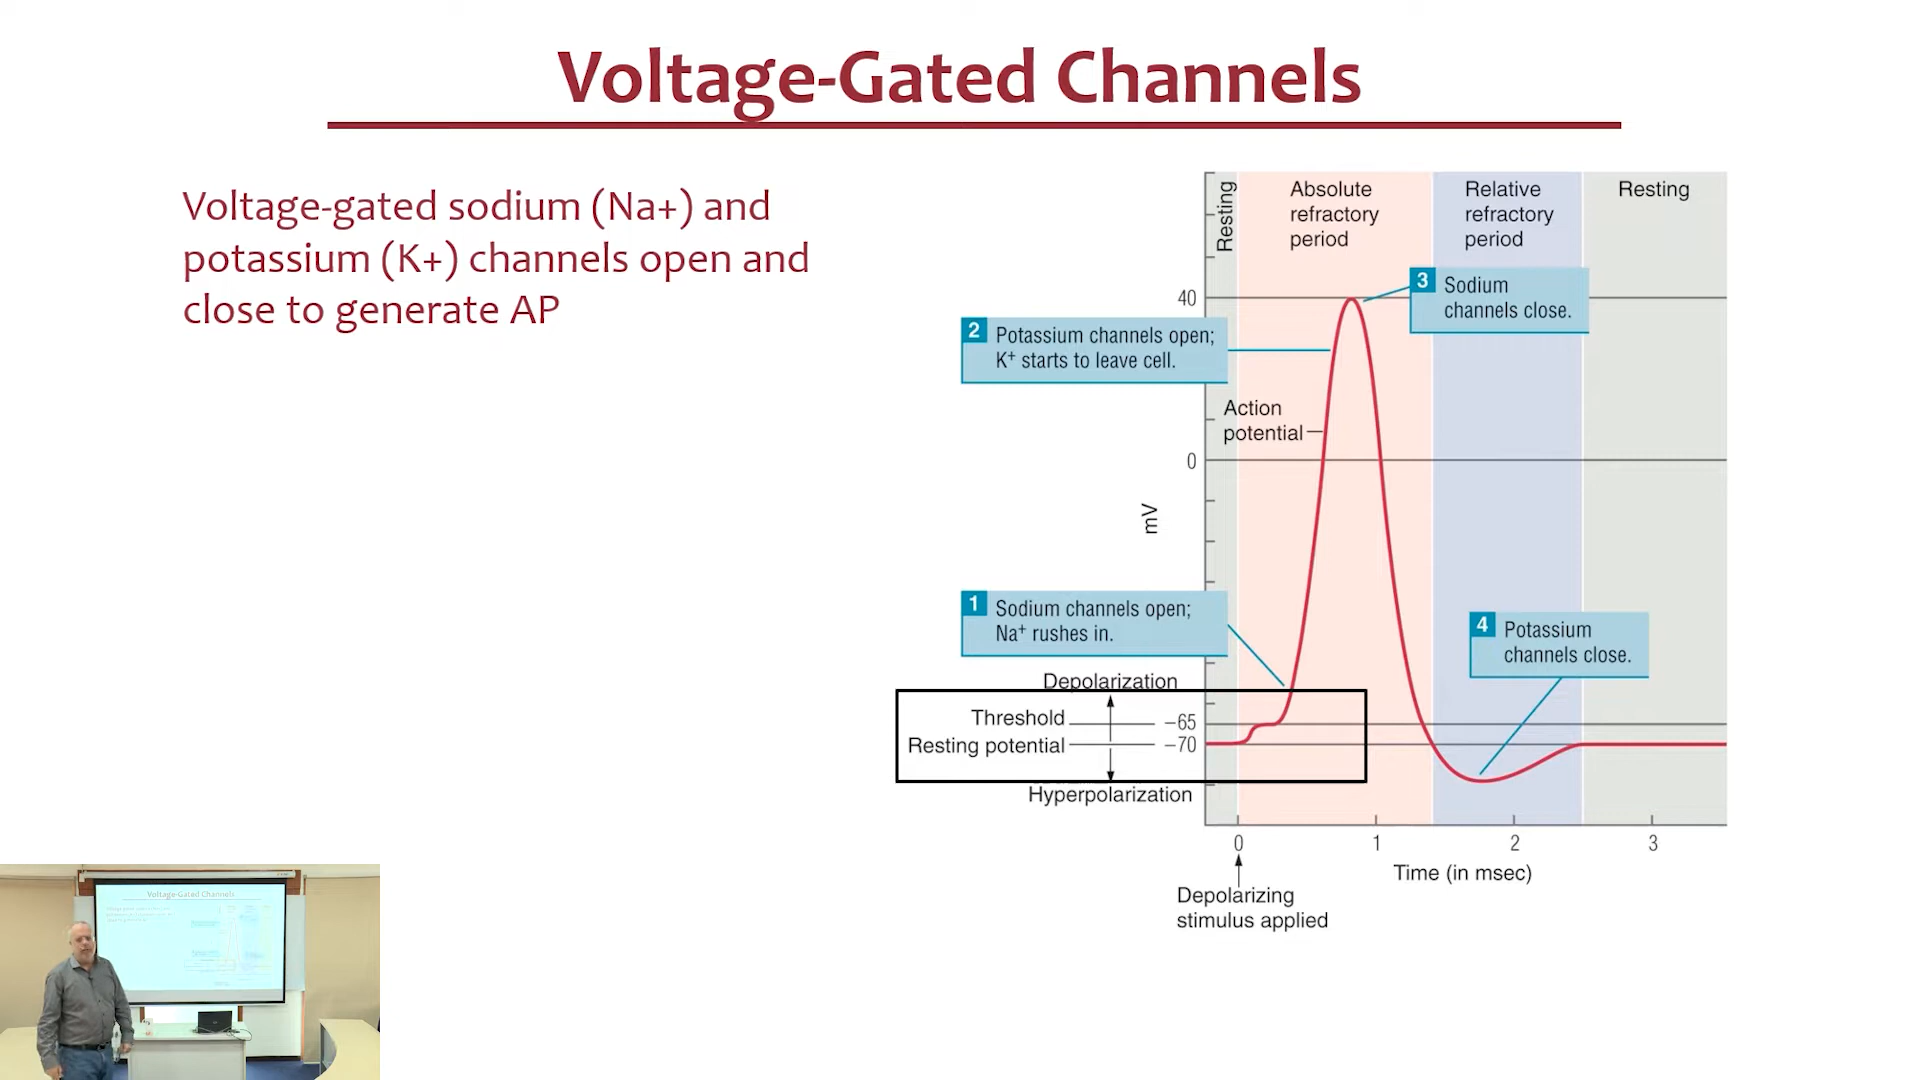 Voltage-Gated Channels
Voltage-gated sodium (Na+) and
potassium (K+) channels open and
close to generate AP
Resting
Absolute
refractory
period
Relative
refractory
period
Resting
40
3 Sodium
channels close.
2 Potassium channels open;
K⁺ starts to leave cell.
Action
potential
0
mV
1 Sodium channels open;
Na⁺ rushes in.
4 Potassium
channels close.
Depolarization
Threshold
–65
Resting potential
–70
Hyperpolarization
0 1 2 3
Time (in msec)
Depolarizing
stimulus applied
Voltage-Gated Channels